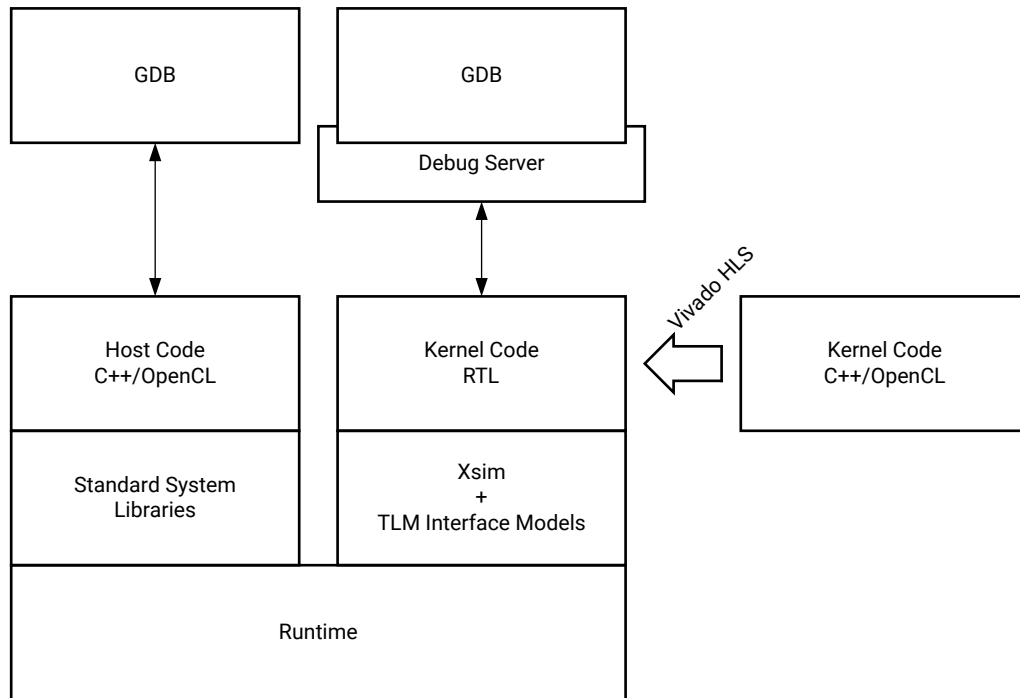 GDB
GDB
Debug Server
Vivado HLS
Host Code
C++/OpenCL
Kernel Code
RTL
Kernel Code
C++/OpenCL
Standard System
Libraries
Xsim
+
TLM Interface Models
Runtime